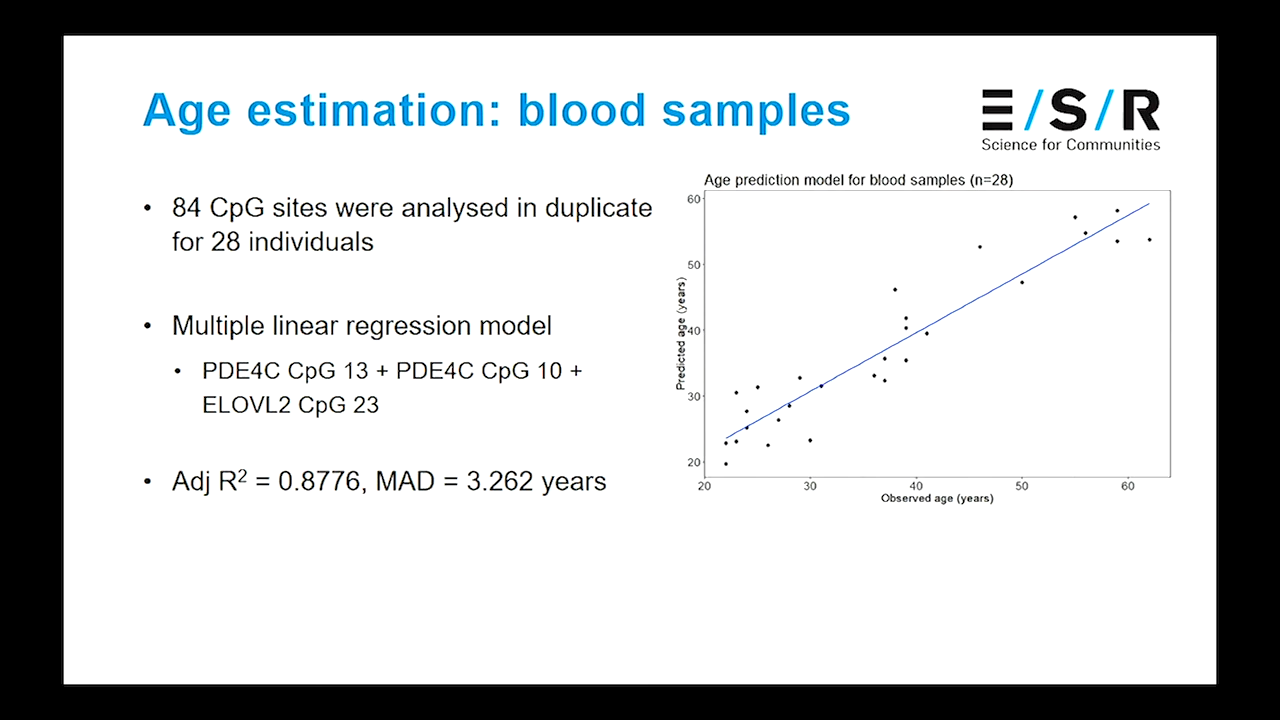 Age estimation: blood samples
E/S/R
Science for Communities
• 84 CpG sites were analysed in duplicate
for 28 individuals
• Multiple linear regression model
• PDE4C CpG 13 + PDE4C CpG 10 +
ELOVL2 CpG 23
• Adj R² = 0.8776, MAD = 3.262 years
Age prediction model for blood samples (n=28)
Predicted age (years)
60
50
40
30
20
20 30 40 50 60
Observed age (years)